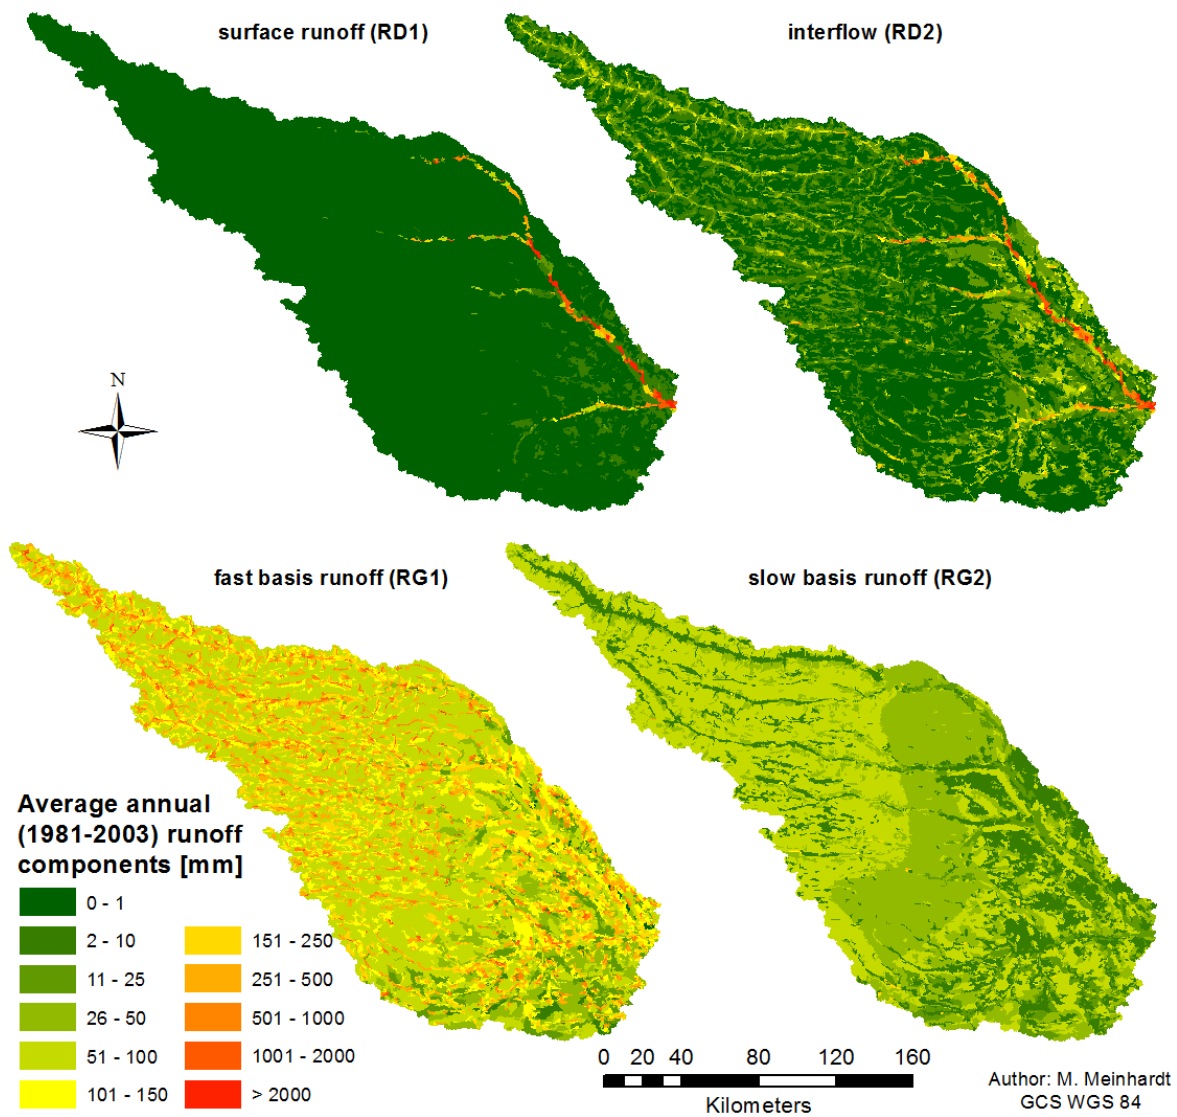 surface runoff (RD1)
interflow (RD2)
N
fast basis runoff (RG1)
slow basis runoff (RG2)
Average annual
(1981-2003) runoff
components [mm]
0 - 1
2 - 10
11 - 25
26 - 50
51 - 100
101 - 150
151 - 250
251 - 500
501 - 1000
1001 - 2000
> 2000
0 20 40 80 120 160
Kilometers
Author: M. Meinhardt
GCS WGS 84